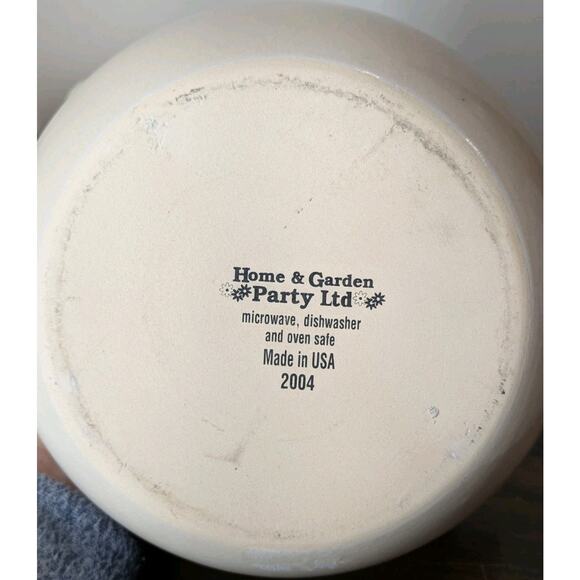 Home & Garden
Party Ltd
microwave, dishwasher
and oven safe
Made in USA
2004